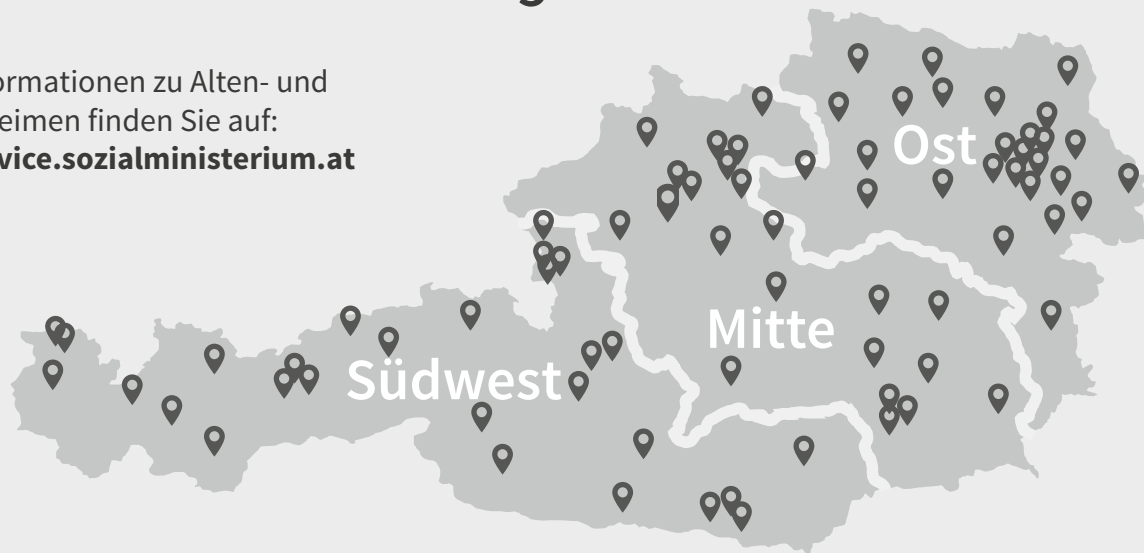 ormationen zu Alten- und
eimen finden Sie auf:
vice.sozialministerium.at
Ost
Mitte
Südwest